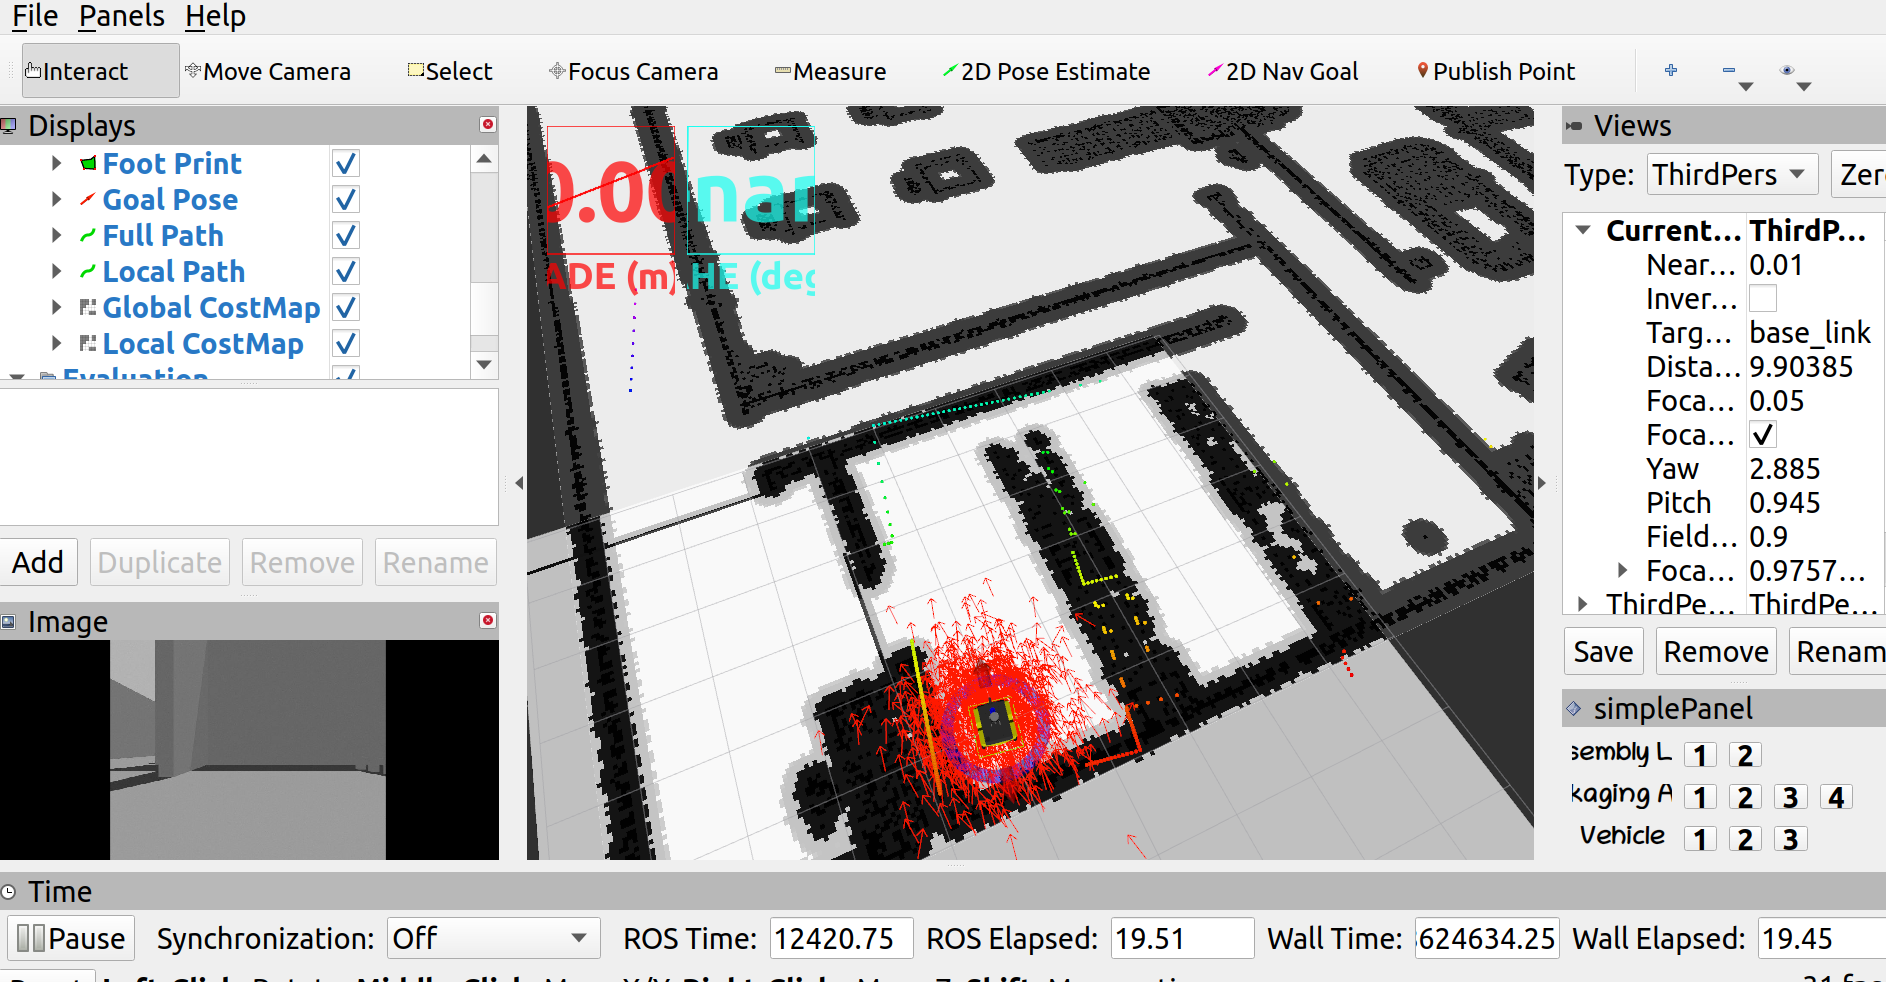 File Panels Help
Interact Move Camera Select Focus Camera Measure 2D Pose Estimate 2D Nav Goal Publish Point
Displays
Foot Print
Goal Pose
Full Path
Local Path
Global CostMap
Local CostMap
Evaluation
Add Duplicate Remove Rename
Image
0.00 nan
ADE (m) HE (deg
Views
Type: ThirdPers Zer
Current... ThirdP...
Near... 0.01
Inver...
Targ... base_link
Dista... 9.90385
Foca... 0.05
Foca...
Yaw 2.885
Pitch 0.945
Field... 0.9
Foca... 0.9757...
ThirdPe... ThirdPe...
Save Remove Renam
simplePanel
sembly L 1 2
kaging A 1 2 3 4
Vehicle 1 2 3
Time
Pause Synchronization: Off ROS Time: 12420.75 ROS Elapsed: 19.51 Wall Time: 624634.25 Wall Elapsed: 19.45